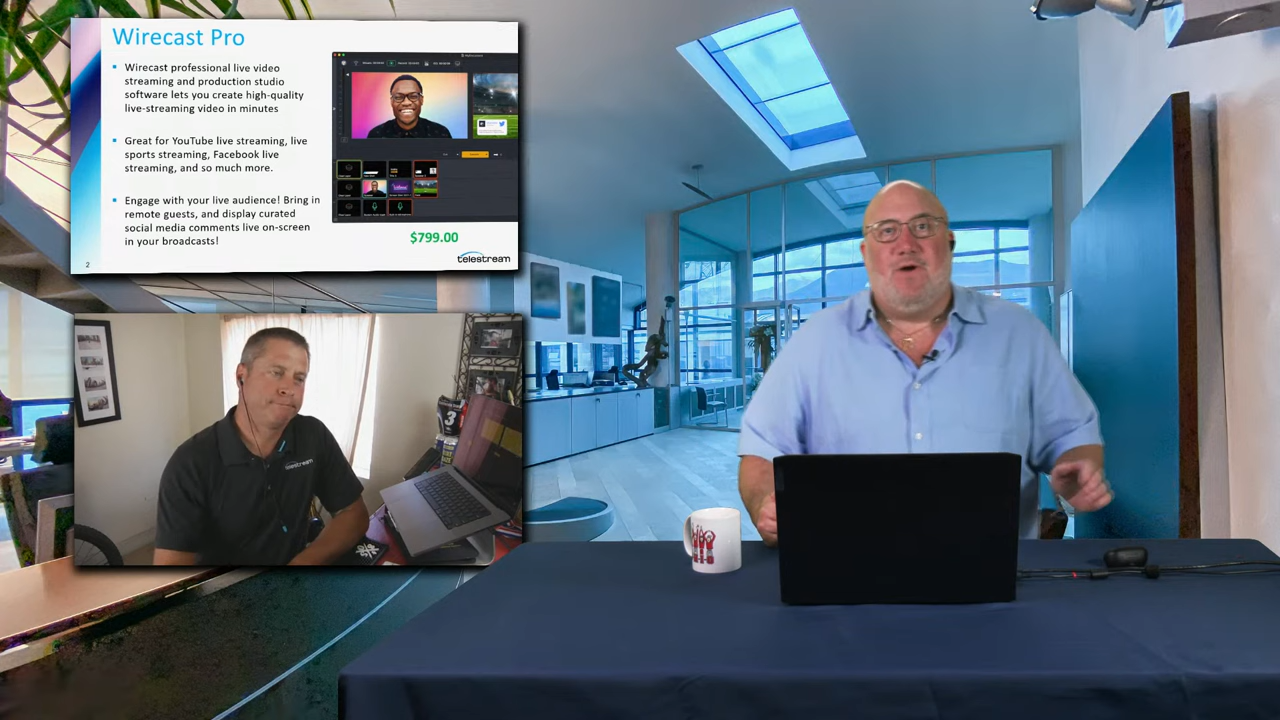 Wirecast Pro
Wirecast professional live video
streaming and production studio
software lets you create high-quality
live-streaming video in minutes
Great for YouTube live streaming, live
sports streaming, Facebook live
streaming, and so much more.
Engage with your live audience! Bring in
remote guests, and display curated
social media comments live on-screen
in your broadcasts!
$799.00
2
telestream
telestream
3